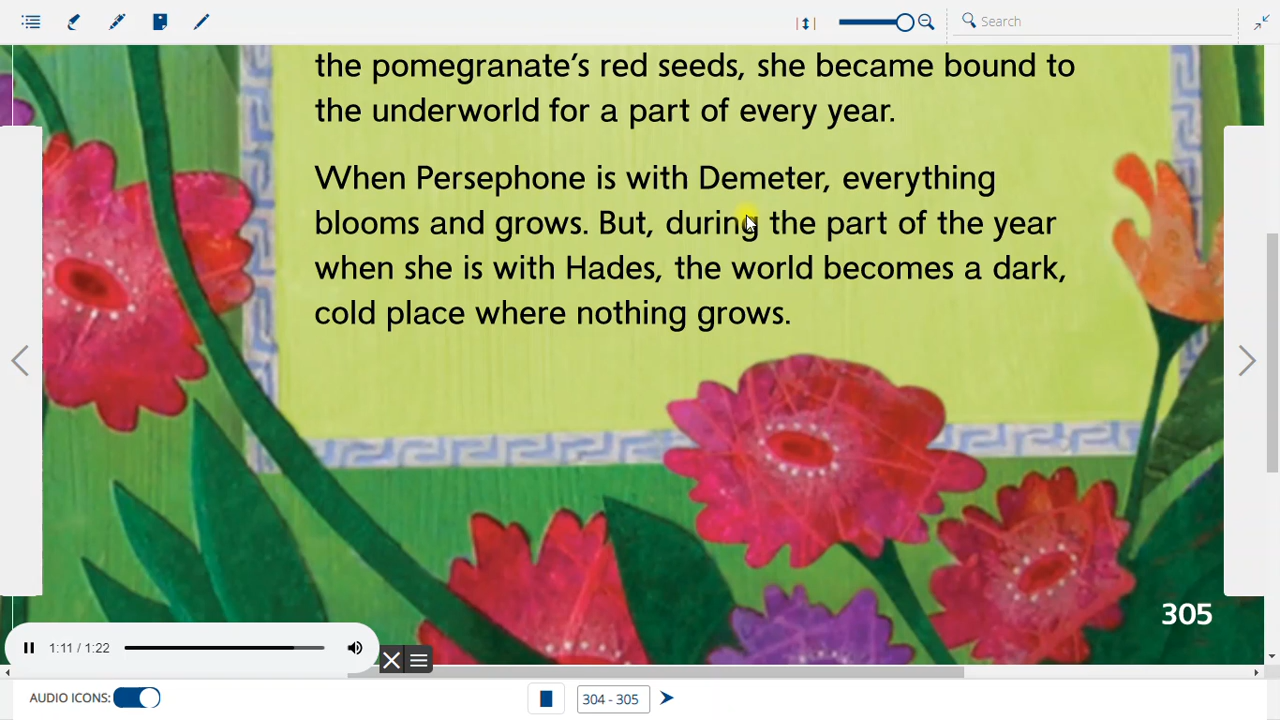 Search
the pomegranate’s red seeds, she became bound to
the underworld for a part of every year.
When Persephone is with Demeter, everything
blooms and grows. But, during the part of the year
when she is with Hades, the world becomes a dark,
cold place where nothing grows.
305
1:11 / 1:22
AUDIO ICONS:
304 - 305